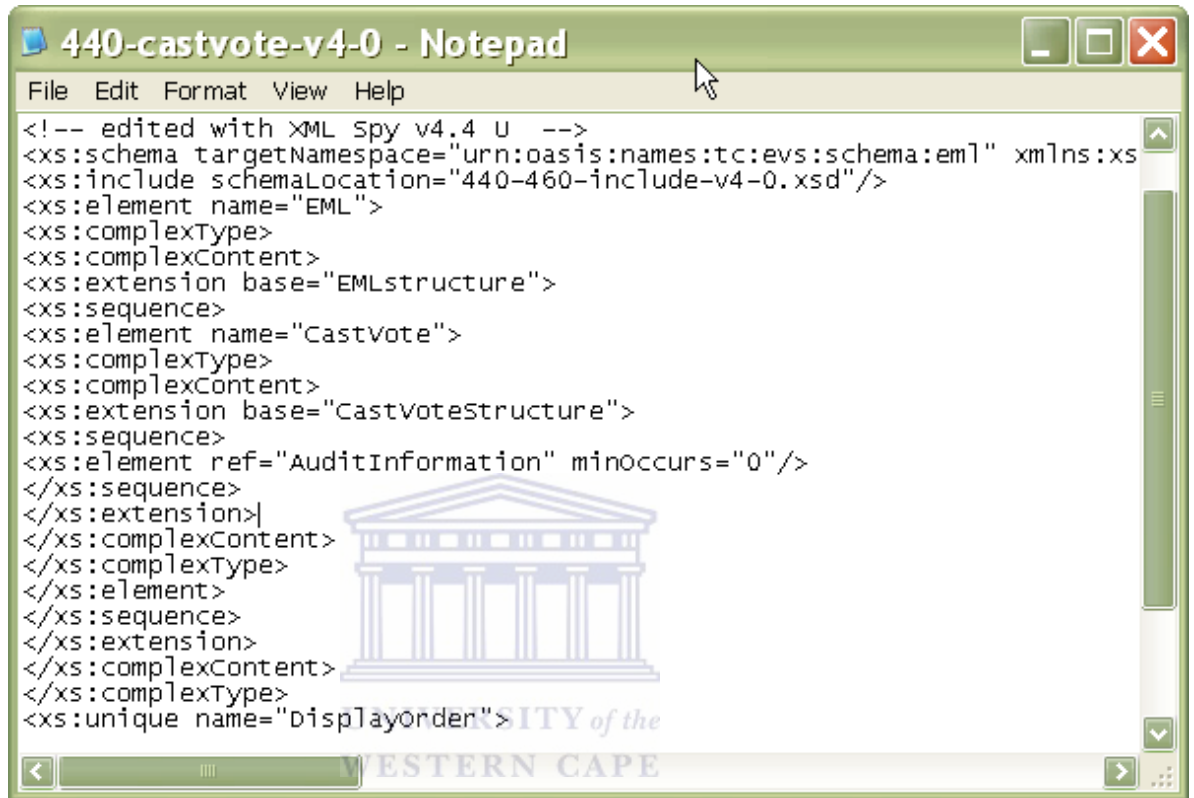 440-castvote-v4-0 - Notepad
File Edit Format View Help
<!-- edited with XML Spy v4.4 U -->
<xs:schema targetNamespace="urn:oasis:names:tc:evs:schema:eml" xmlns:xs
<xs:include schemaLocation="440-460-include-v4-0.xsd"/>
<xs:element name="EML">
<xs:complexType>
<xs:complexContent>
<xs:extension base="EMLstructure">
<xs:sequence>
<xs:element name="CastVote">
<xs:complexType>
<xs:complexContent>
<xs:extension base="CastVoteStructure">
<xs:sequence>
<xs:element ref="AuditInformation" minOccurs="0"/>
</xs:sequence>
</xs:extension>
</xs:complexContent>
</xs:complexType>
</xs:element>
</xs:sequence>
</xs:extension>
</xs:complexContent>
</xs:complexType>
<xs:unique name="DisplayOrder">
UNIVERSITY of the
WESTERN CAPE